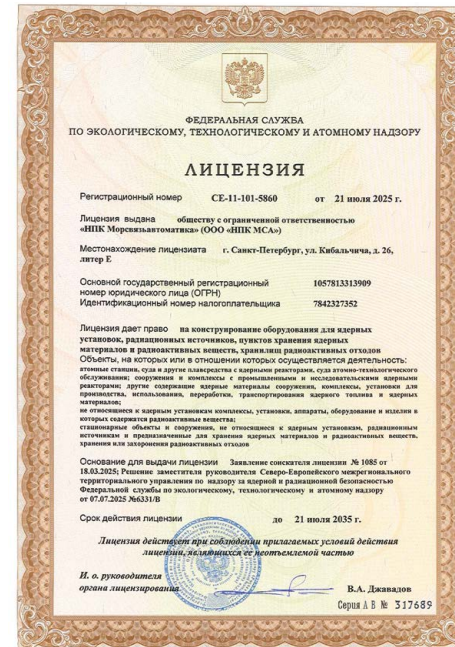 ФЕДЕРАЛЬНАЯ СЛУЖБА
ПО ЭКОЛОГИЧЕСКОМУ, ТЕХНОЛОГИЧЕСКОМУ И АТОМНОМУ НАДЗОРУ
ЛИЦЕНЗИЯ
Регистрационный номер СЕ-11-101-5860 от 21 июля 2025 г.
Лицензия выдана обществу с ограниченной ответственностью
«НПК Морсвязьавтоматика» (ООО «НПК МСА»)
Местонахождение лицензиата г. Санкт-Петербург, ул. Кибальчича, д. 26,
литер Е
Основной государственный регистрационный 1057813313909
номер юридического лица (ОГРН)
Идентификационный номер налогоплательщика 7842327352
Лицензия дает право на конструирование оборудования для ядерных
установок, радиационных источников, пунктов хранения ядерных
материалов и радиоактивных веществ, хранилищ радиоактивных отходов
Объекты, на которых или в отношении которых осуществляется деятельность:
атомные станции, суда и другие плавсредства с ядерными реакторами, суда атомно-технологического
обслуживания; сооружения и комплексы с промышленными и исследовательскими ядерными
реакторами; другие содержащие ядерные материалы сооружения, комплексы, установки для
производства, использования, переработки, транспортирования ядерного топлива и ядерных
материалов;
не относящиеся к ядерным установкам комплексы, установки, аппараты, оборудование и изделия в
которых содержатся радиоактивные вещества;
стационарные объекты и сооружения, не относящиеся к ядерным установкам, радиационным
источникам и предназначенные для хранения ядерных материалов и радиоактивных веществ,
хранения или захоронения радиоактивных отходов
Основание для выдачи лицензии Заявление соискателя лицензии № 1085 от
18.03.2025; Решение заместителя руководителя Северо-Европейского межрегионального
территориального управления по надзору за ядерной и радиационной безопасностью
Федеральной службы по экологическому, технологическому и атомному надзору
от 07.07.2025 №6331/В
Срок действия лицензии до 21 июля 2035 г.
Лицензия действует при соблюдении прилагаемых условий действия
лицензии, являющихся ее неотъемлемой частью
И. о. руководителя
органа лицензирования В.А. Джавадов
Серия А В № 317689